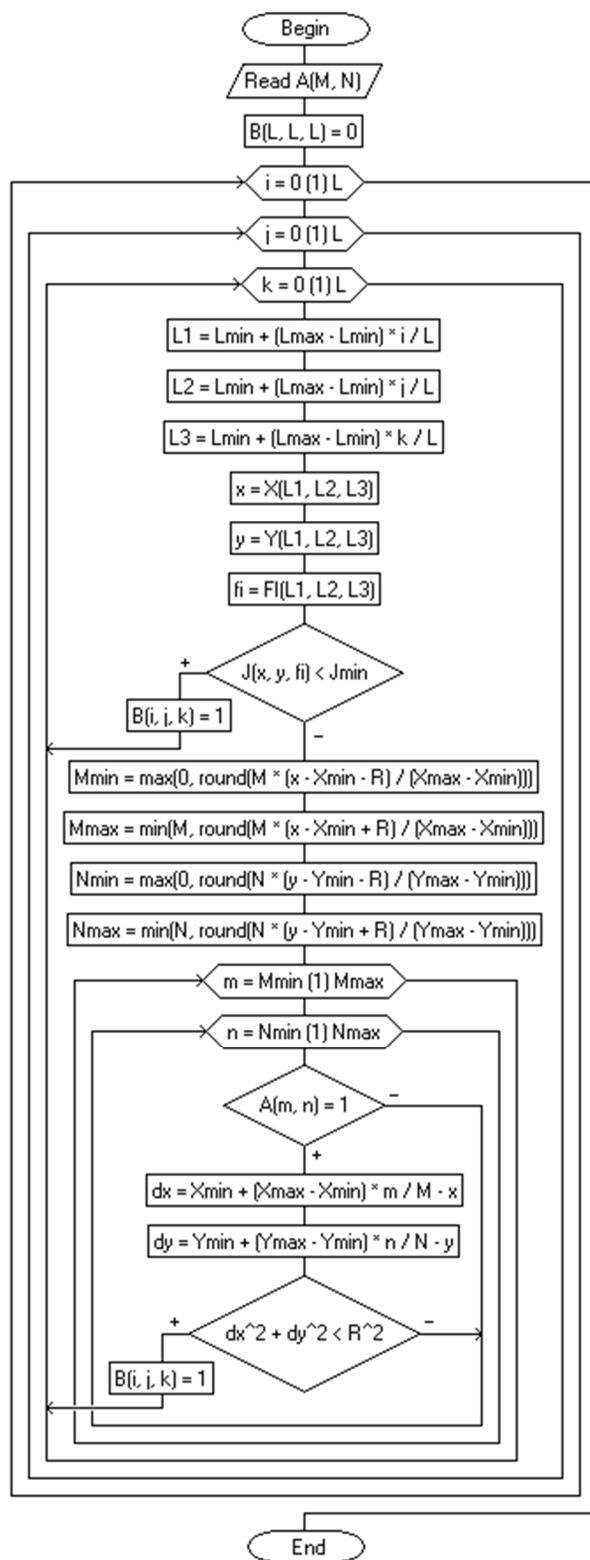 Begin
Read A(M, N)
B(L, L, L) = 0
i = 0 (1) L
j = 0 (1) L
k = 0 (1) L
L1 = Lmin + (Lmax - Lmin) * i / L
L2 = Lmin + (Lmax - Lmin) * j / L
L3 = Lmin + (Lmax - Lmin) * k / L
x = X(L1, L2, L3)
y = Y(L1, L2, L3)
fi = FI(L1, L2, L3)
+
J(x, y, fi) < Jmin
B(i, j, k) = 1
–
Mmin = max(0, round(M * (x - Xmin - R) / (Xmax - Xmin)))
Mmax = min(M, round(M * (x - Xmin + R) / (Xmax - Xmin)))
Nmin = max(0, round(N * (y - Ymin - R) / (Ymax - Ymin)))
Nmax = min(N, round(N * (y - Ymin + R) / (Ymax - Ymin)))
m = Mmin (1) Mmax
n = Nmin (1) Nmax
A(m, n) = 1
–
+
dx = Xmin + (Xmax - Xmin) * m / M - x
dy = Ymin + (Ymax - Ymin) * n / N - y
+
dx^2 + dy^2 < R^2
–
B(i, j, k) = 1
End